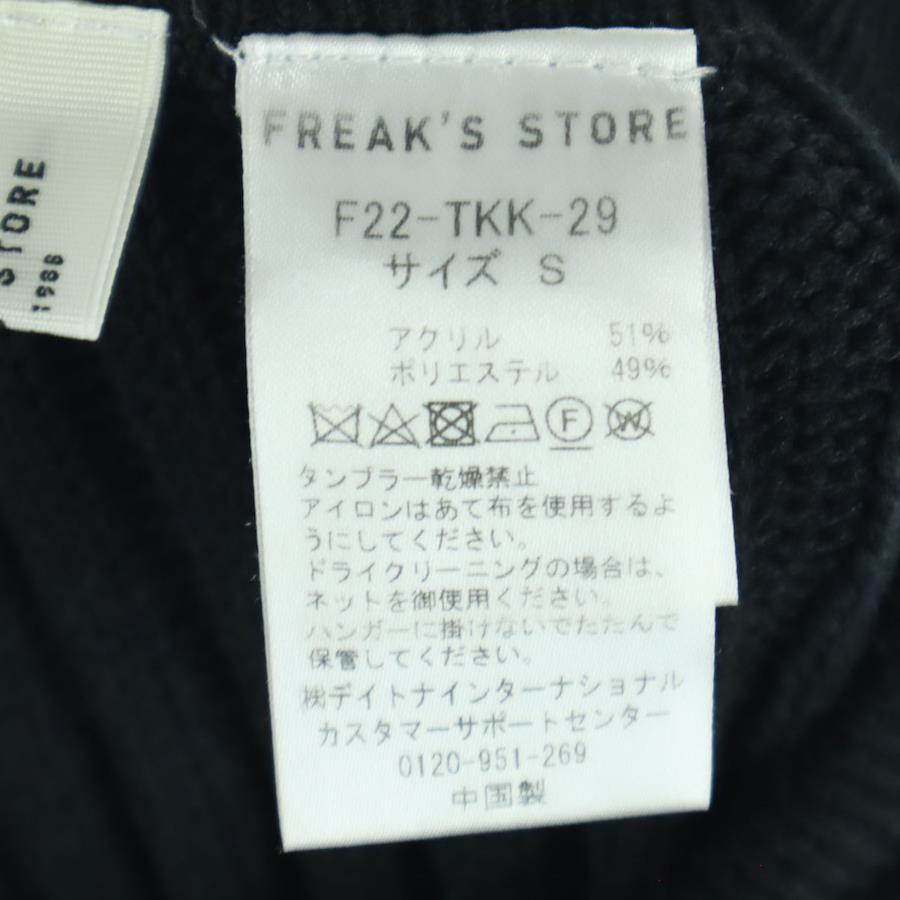 STORE
1986
FREAK'S STORE
F22-TKK-29
サイズ S
アクリル 51%
ポリエステル 49%
F W
タンブラー乾燥禁止
アイロンはあて布を使用するよ
うにしてください。
ドライクリーニングの場合は、
ネットを御使用ください。
ハンガーに掛けないでたたんで
保管してください。
㈱デイトナインターナショナル
カスタマーサポートセンター
0120-951-269
中国製